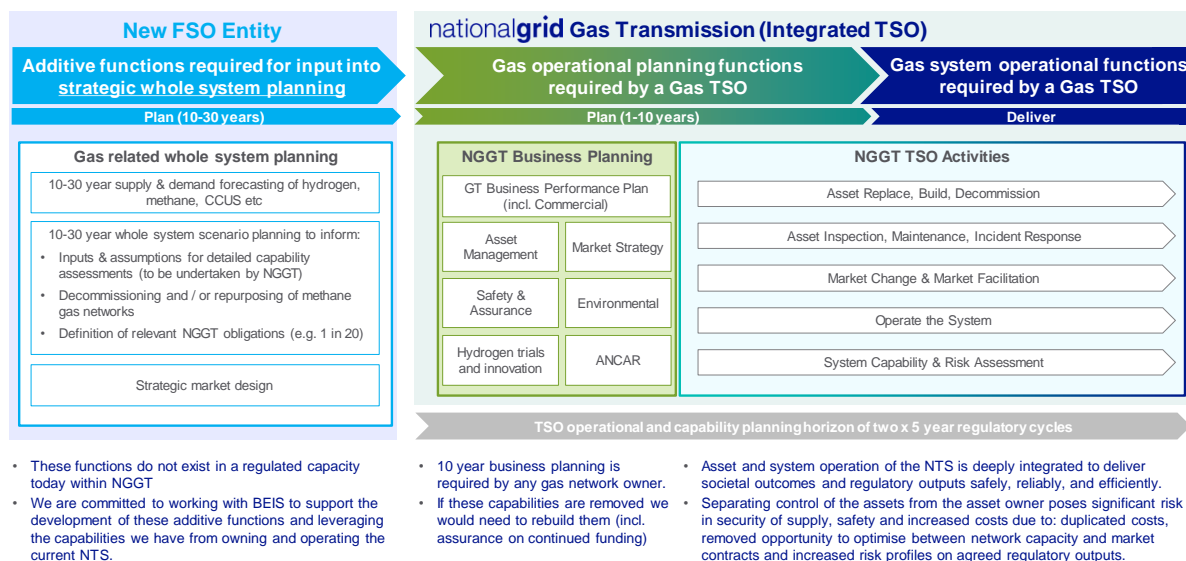 New FSO Entity
Additive functions required for input into
strategic whole system planning
Plan (10-30 years)
Gas related whole system planning
10-30 year supply & demand forecasting of hydrogen,
methane, CCUS etc
10-30 year whole system scenario planning to inform:
• Inputs & assumptions for detailed capability
assessments (to be undertaken by NGGT)
• Decommissioning and / or repurposing of methane
gas networks
• Definition of relevant NGGT obligations (e.g. 1 in 20)
Strategic market design
• These functions do not exist in a regulated capacity
today within NGGT
• We are committed to working with BEIS to support the
development of these additive functions and leveraging
the capabilities we have from owning and operating the
current NTS.
nationalgrid Gas Transmission (Integrated TSO)
Gas operational planning functions
required by a Gas TSO
Gas system operational functions
required by a Gas TSO
Plan (1-10 years)
Deliver
NGGT Business Planning
GT Business Performance Plan
(incl. Commercial)
Asset
Management
Market Strategy
Safety &
Assurance
Environmental
Hydrogen trials
and innovation
ANCAR
NGGT TSO Activities
Asset Replace, Build, Decommission
Asset Inspection, Maintenance, Incident Response
Market Change & Market Facilitation
Operate the System
System Capability & Risk Assessment
TSO operational and capability planning horizon of two x 5 year regulatory cycles
• 10 year business planning is
required by any gas network owner.
• If these capabilities are removed we
would need to rebuild them (incl.
assurance on continued funding)
• Asset and system operation of the NTS is deeply integrated to deliver
societal outcomes and regulatory outputs safely, reliably, and efficiently.
• Separating control of the assets from the asset owner poses significant risk
in security of supply, safety and increased costs due to: duplicated costs,
removed opportunity to optimise between network capacity and market
contracts and increased risk profiles on agreed regulatory outputs.